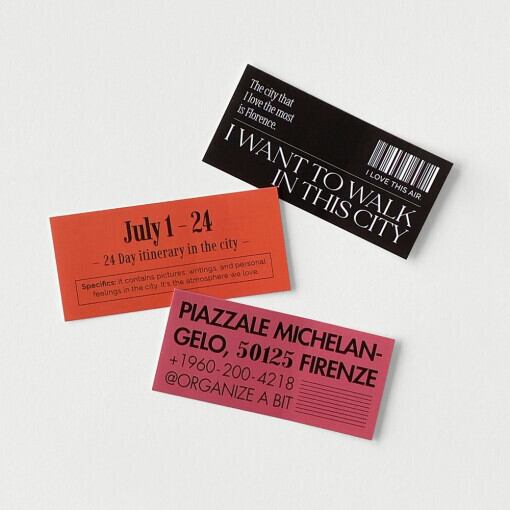 The city that
I love the most
is Florence.
I WANT TO WALK
IN THIS CITY
I LOVE THIS AIR.
July 1 - 24
– 24 Day itinerary in the city –
Specifics: it contains pictures, writings, and personal
feelings in the city. It's the atmosphere we love.
PIAZZALE MICHELAN-
GELO, 50125 FIRENZE
+1960-200-4218
@ORGANIZE A BIT